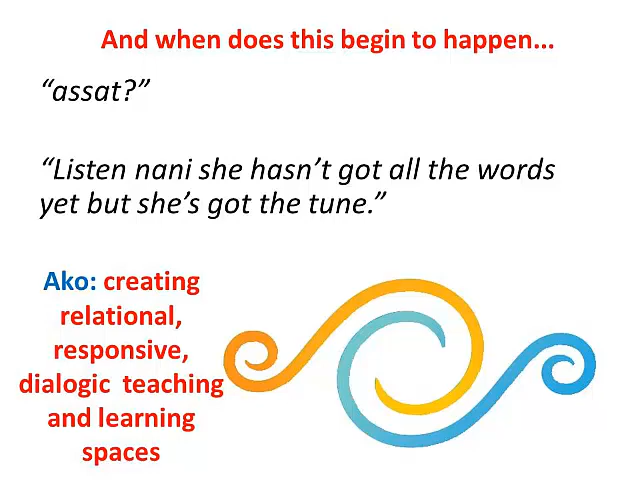 And when does this begin to happen...
“assat?”
“Listen nani she hasn’t got all the words
yet but she’s got the tune.”
Ako: creating
relational,
responsive,
dialogic teaching
and learning
spaces